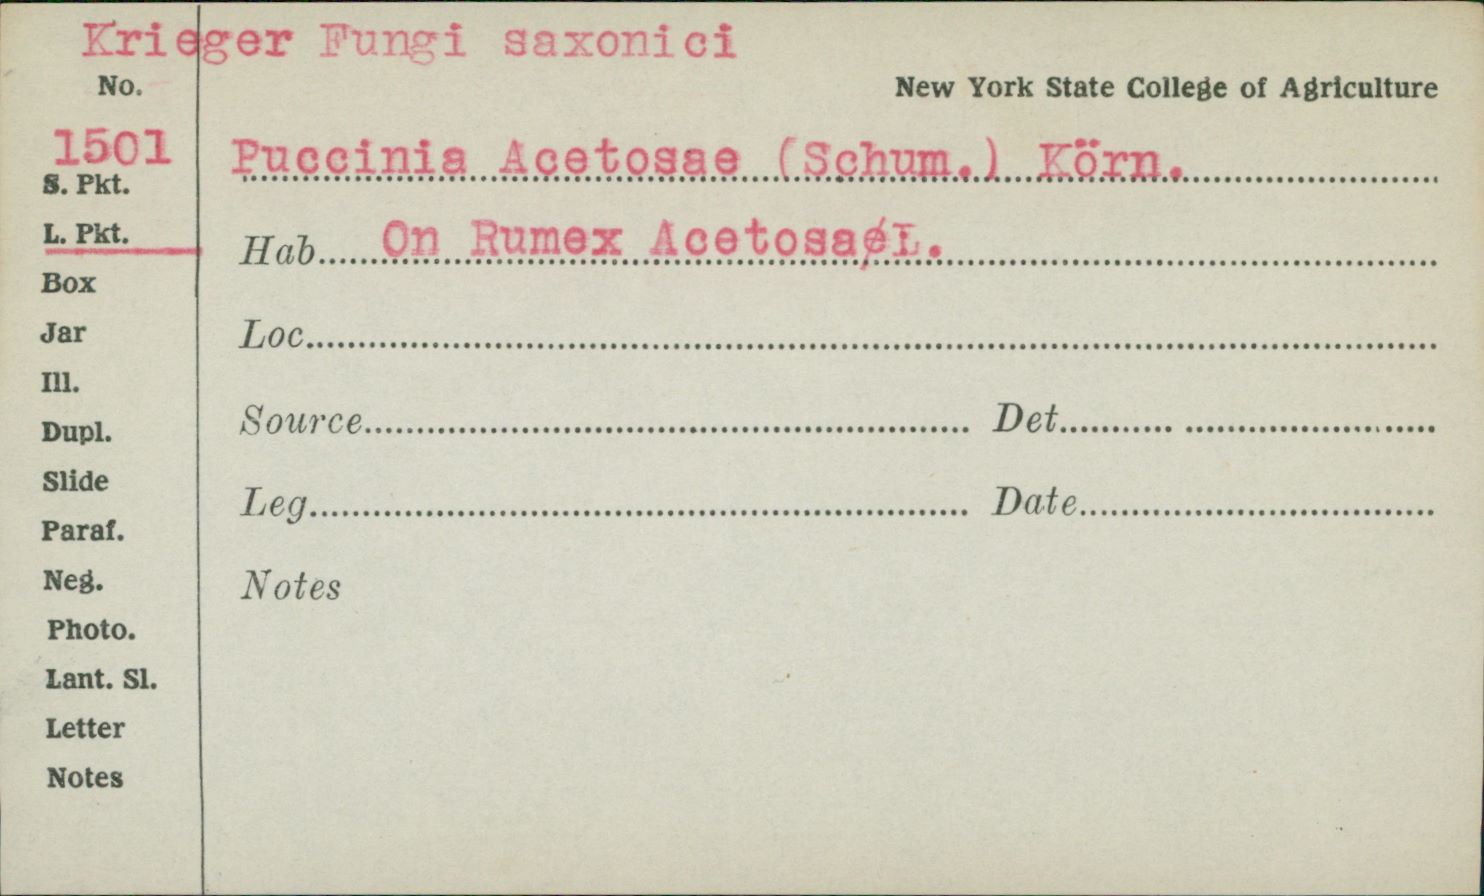 Krieger Fungi saxonici
No.
New York State College of Agriculture
1501
Puccinia Acetosae (Schum.) Körn.
S. Pkt.
L. Pkt.
Hab. On Rumex Acetosa L.
Box
Loc.
Jar
Ill.
Source Det.
Dupl.
Slide
Leg. Date
Paraf.
Neg.
Notes
Photo.
Lant. Sl.
Letter
Notes